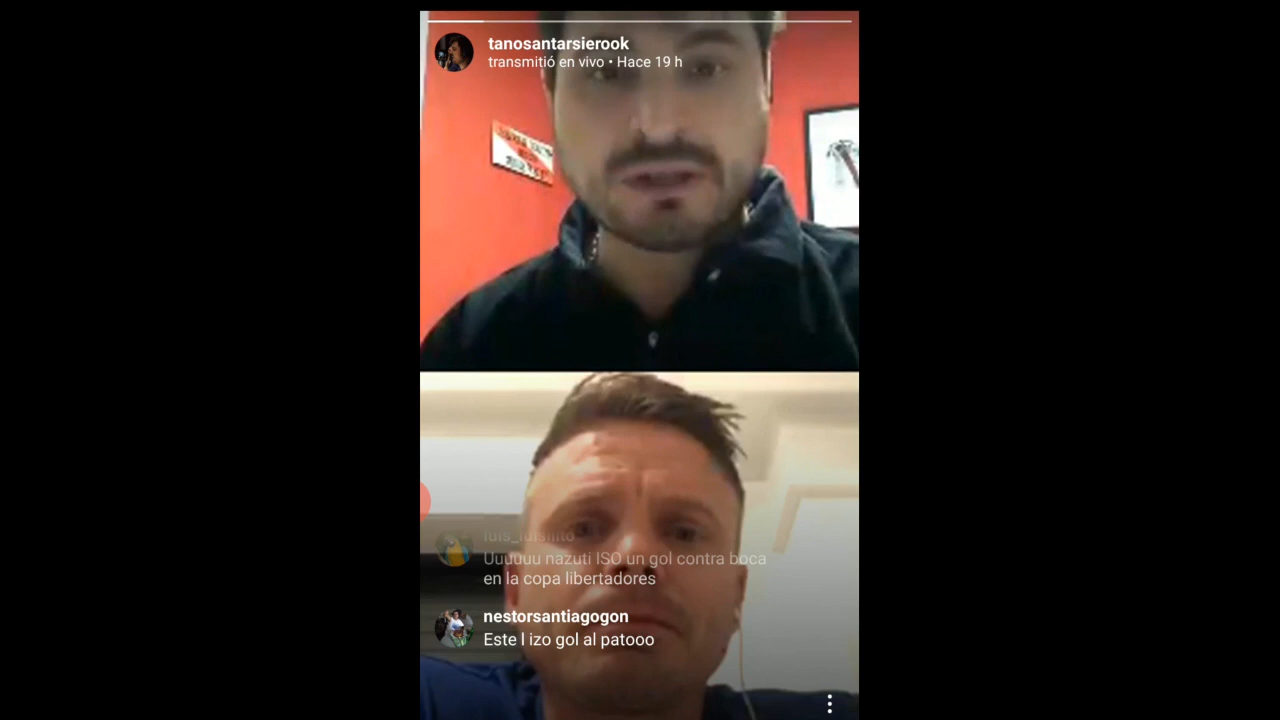 tanosantarsierook
transmitió en vivo • Hace 19 h
luis_luisillito
Uuuuuu nazuti ISO un gol contra boca
en la copa libertadores
nestorsantiagogon
Este l izo gol al patooo